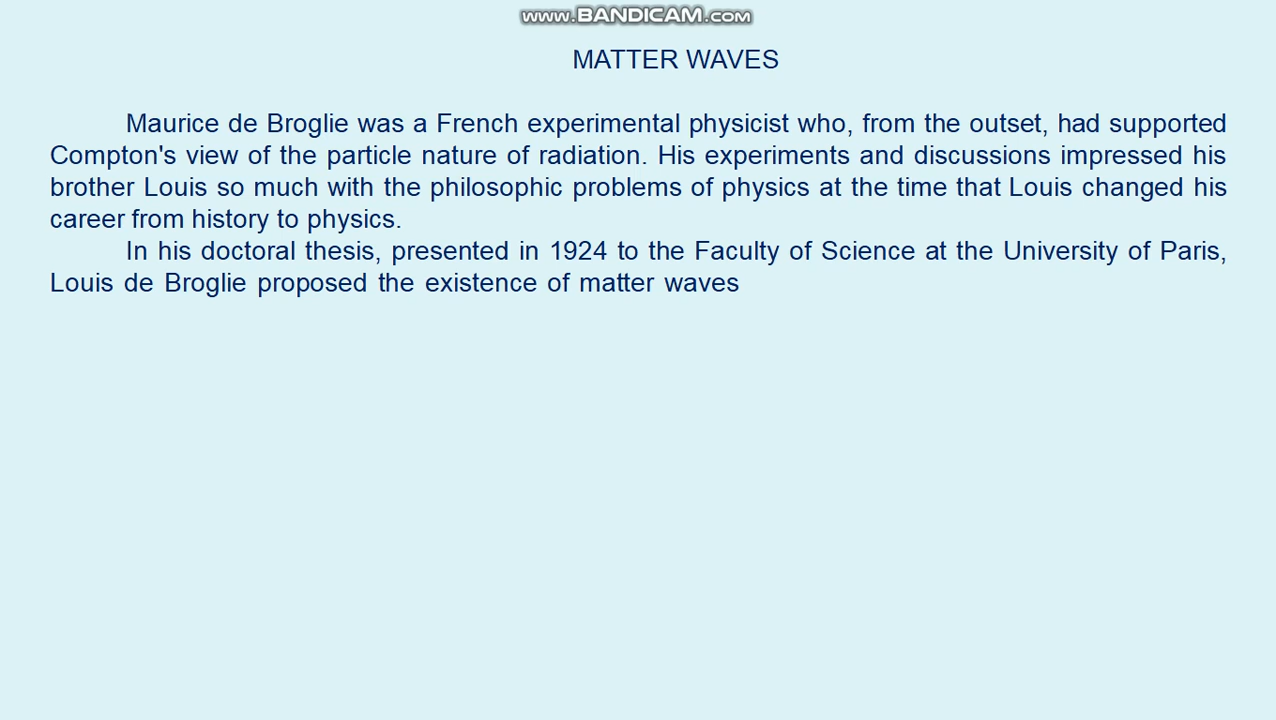 www.BANDICAM.com
MATTER WAVES
Maurice de Broglie was a French experimental physicist who, from the outset, had supported
Compton's view of the particle nature of radiation. His experiments and discussions impressed his
brother Louis so much with the philosophic problems of physics at the time that Louis changed his
career from history to physics.
In his doctoral thesis, presented in 1924 to the Faculty of Science at the University of Paris,
Louis de Broglie proposed the existence of matter waves